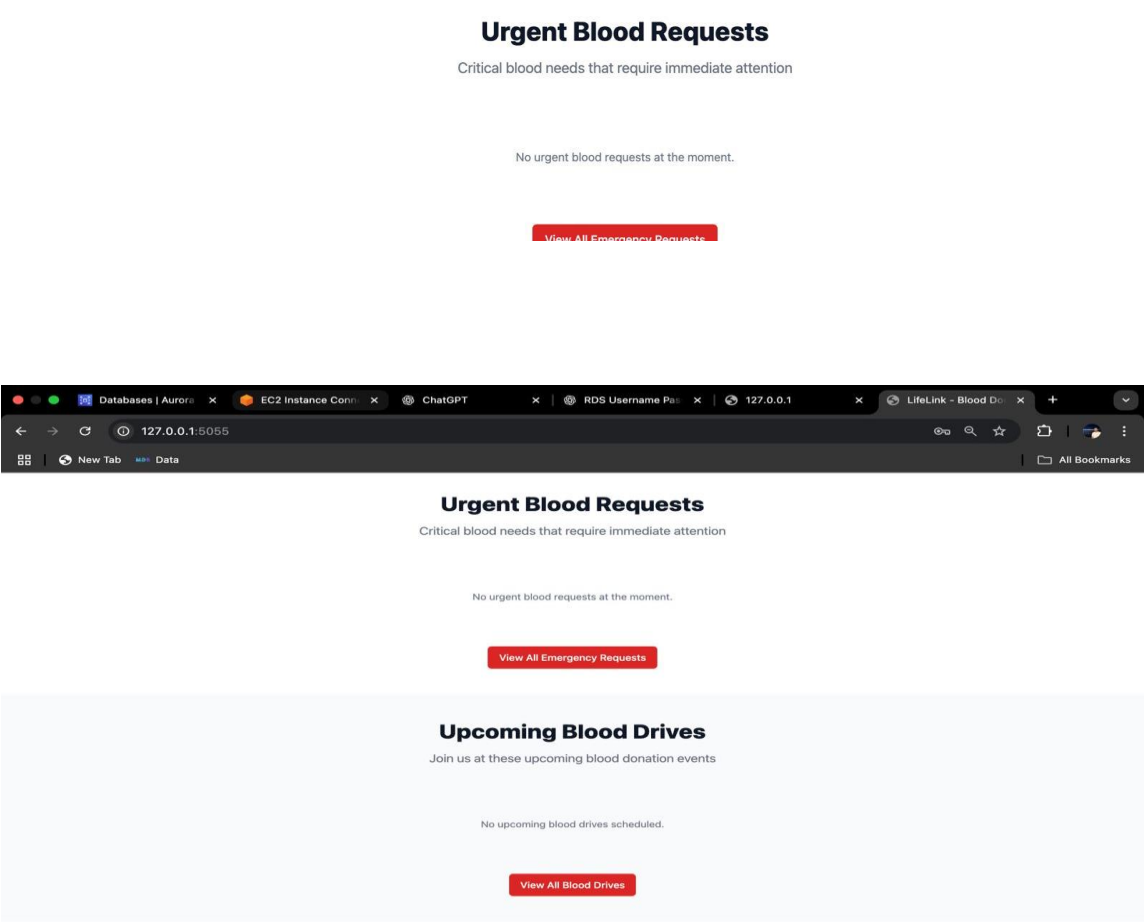 Urgent Blood Requests
Critical blood needs that require immediate attention
No urgent blood requests at the moment.
View All Emergency Requests
Databases | Aurora
EC2 Instance Conn
ChatGPT
RDS Username Pas
127.0.0.1
LifeLink - Blood Do
127.0.0.1:5055
New Tab
Data
All Bookmarks
Urgent Blood Requests
Critical blood needs that require immediate attention
No urgent blood requests at the moment.
View All Emergency Requests
Upcoming Blood Drives
Join us at these upcoming blood donation events
No upcoming blood drives scheduled.
View All Blood Drives